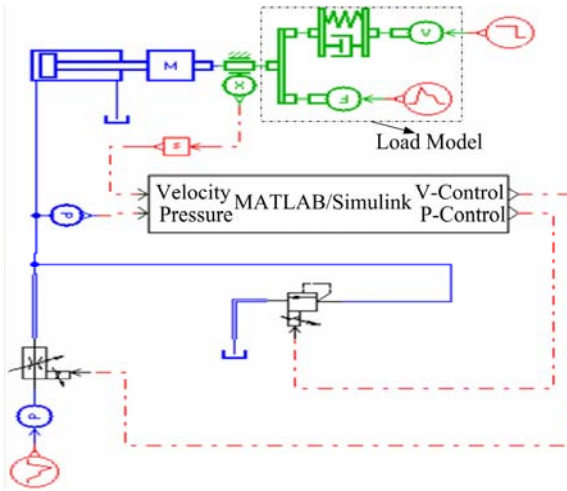 M
V
X
F
Load Model
s
Velocity
V-Control
MATLAB/Simulink
Pressure
P-Control
P
P